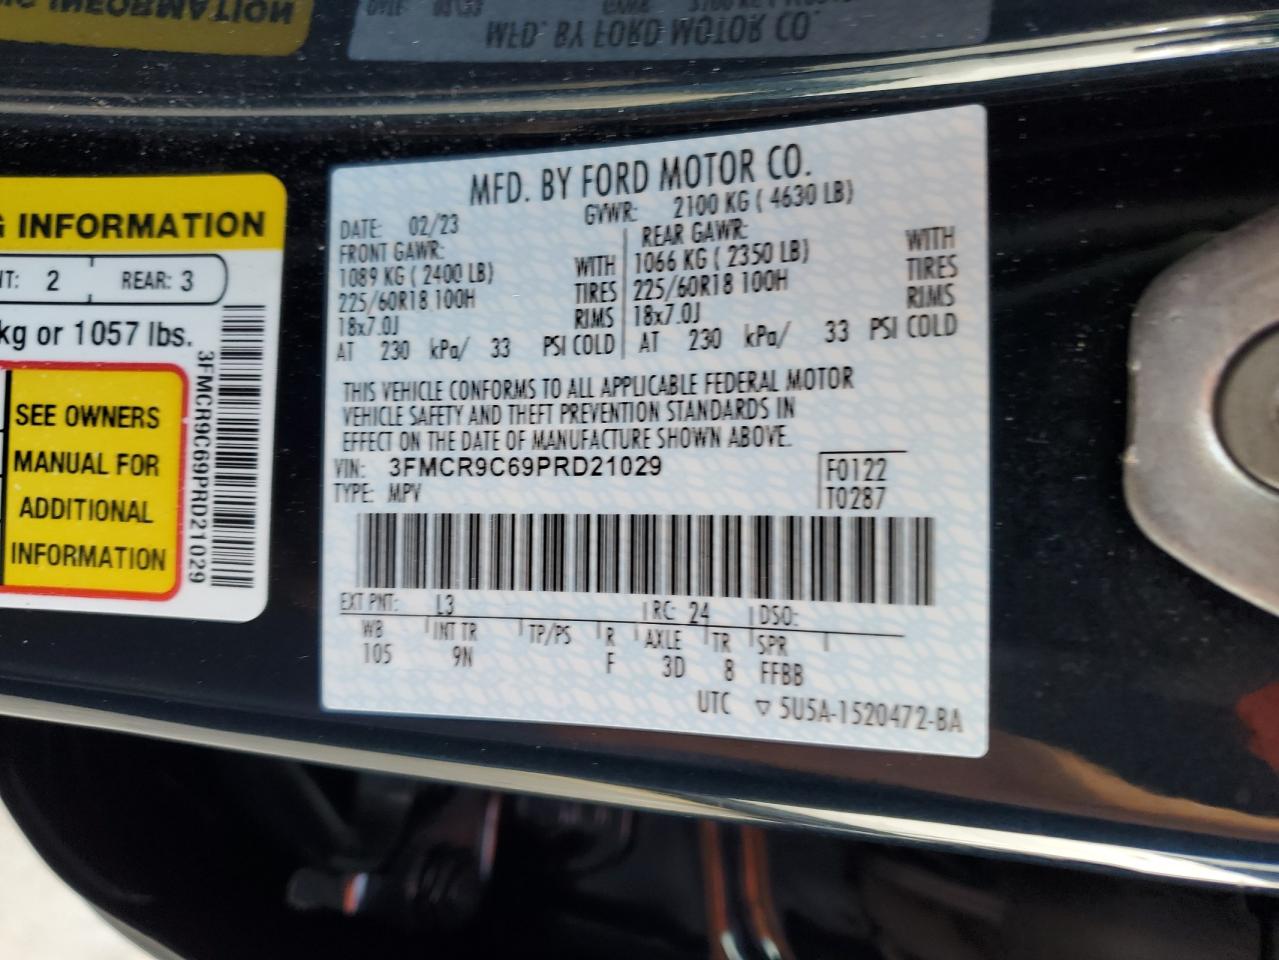 MFD. BY FORD MOTOR CO.
G INFORMATION
NT: 2 REAR: 3
kg or 1057 lbs.
SEE OWNERS
MANUAL FOR
ADDITIONAL
INFORMATION
3FMCR9C69PRD21029
MFD. BY FORD MOTOR CO.
DATE: 02/23 GVWR: 2100 KG ( 4630 LB)
FRONT GAWR: REAR GAWR:
1089 KG ( 2400 LB) WITH 1066 KG ( 2350 LB) WITH
225/60R18 100H TIRES 225/60R18 100H TIRES
18x7.0J RIMS 18x7.0J RIMS
AT 230 kPa/ 33 PSI COLD AT 230 kPa/ 33 PSI COLD
THIS VEHICLE CONFORMS TO ALL APPLICABLE FEDERAL MOTOR
VEHICLE SAFETY AND THEFT PREVENTION STANDARDS IN
EFFECT ON THE DATE OF MANUFACTURE SHOWN ABOVE.
VIN: 3FMCR9C69PRD21029 F0122
TYPE: MPV T0287
EXT PNT: L3 RC: 24 DSO:
WB INT TR TP/PS R AXLE TR SPR
105 9N F 3D 8 FFBB
UTC ▽ 5U5A-1520472-BA